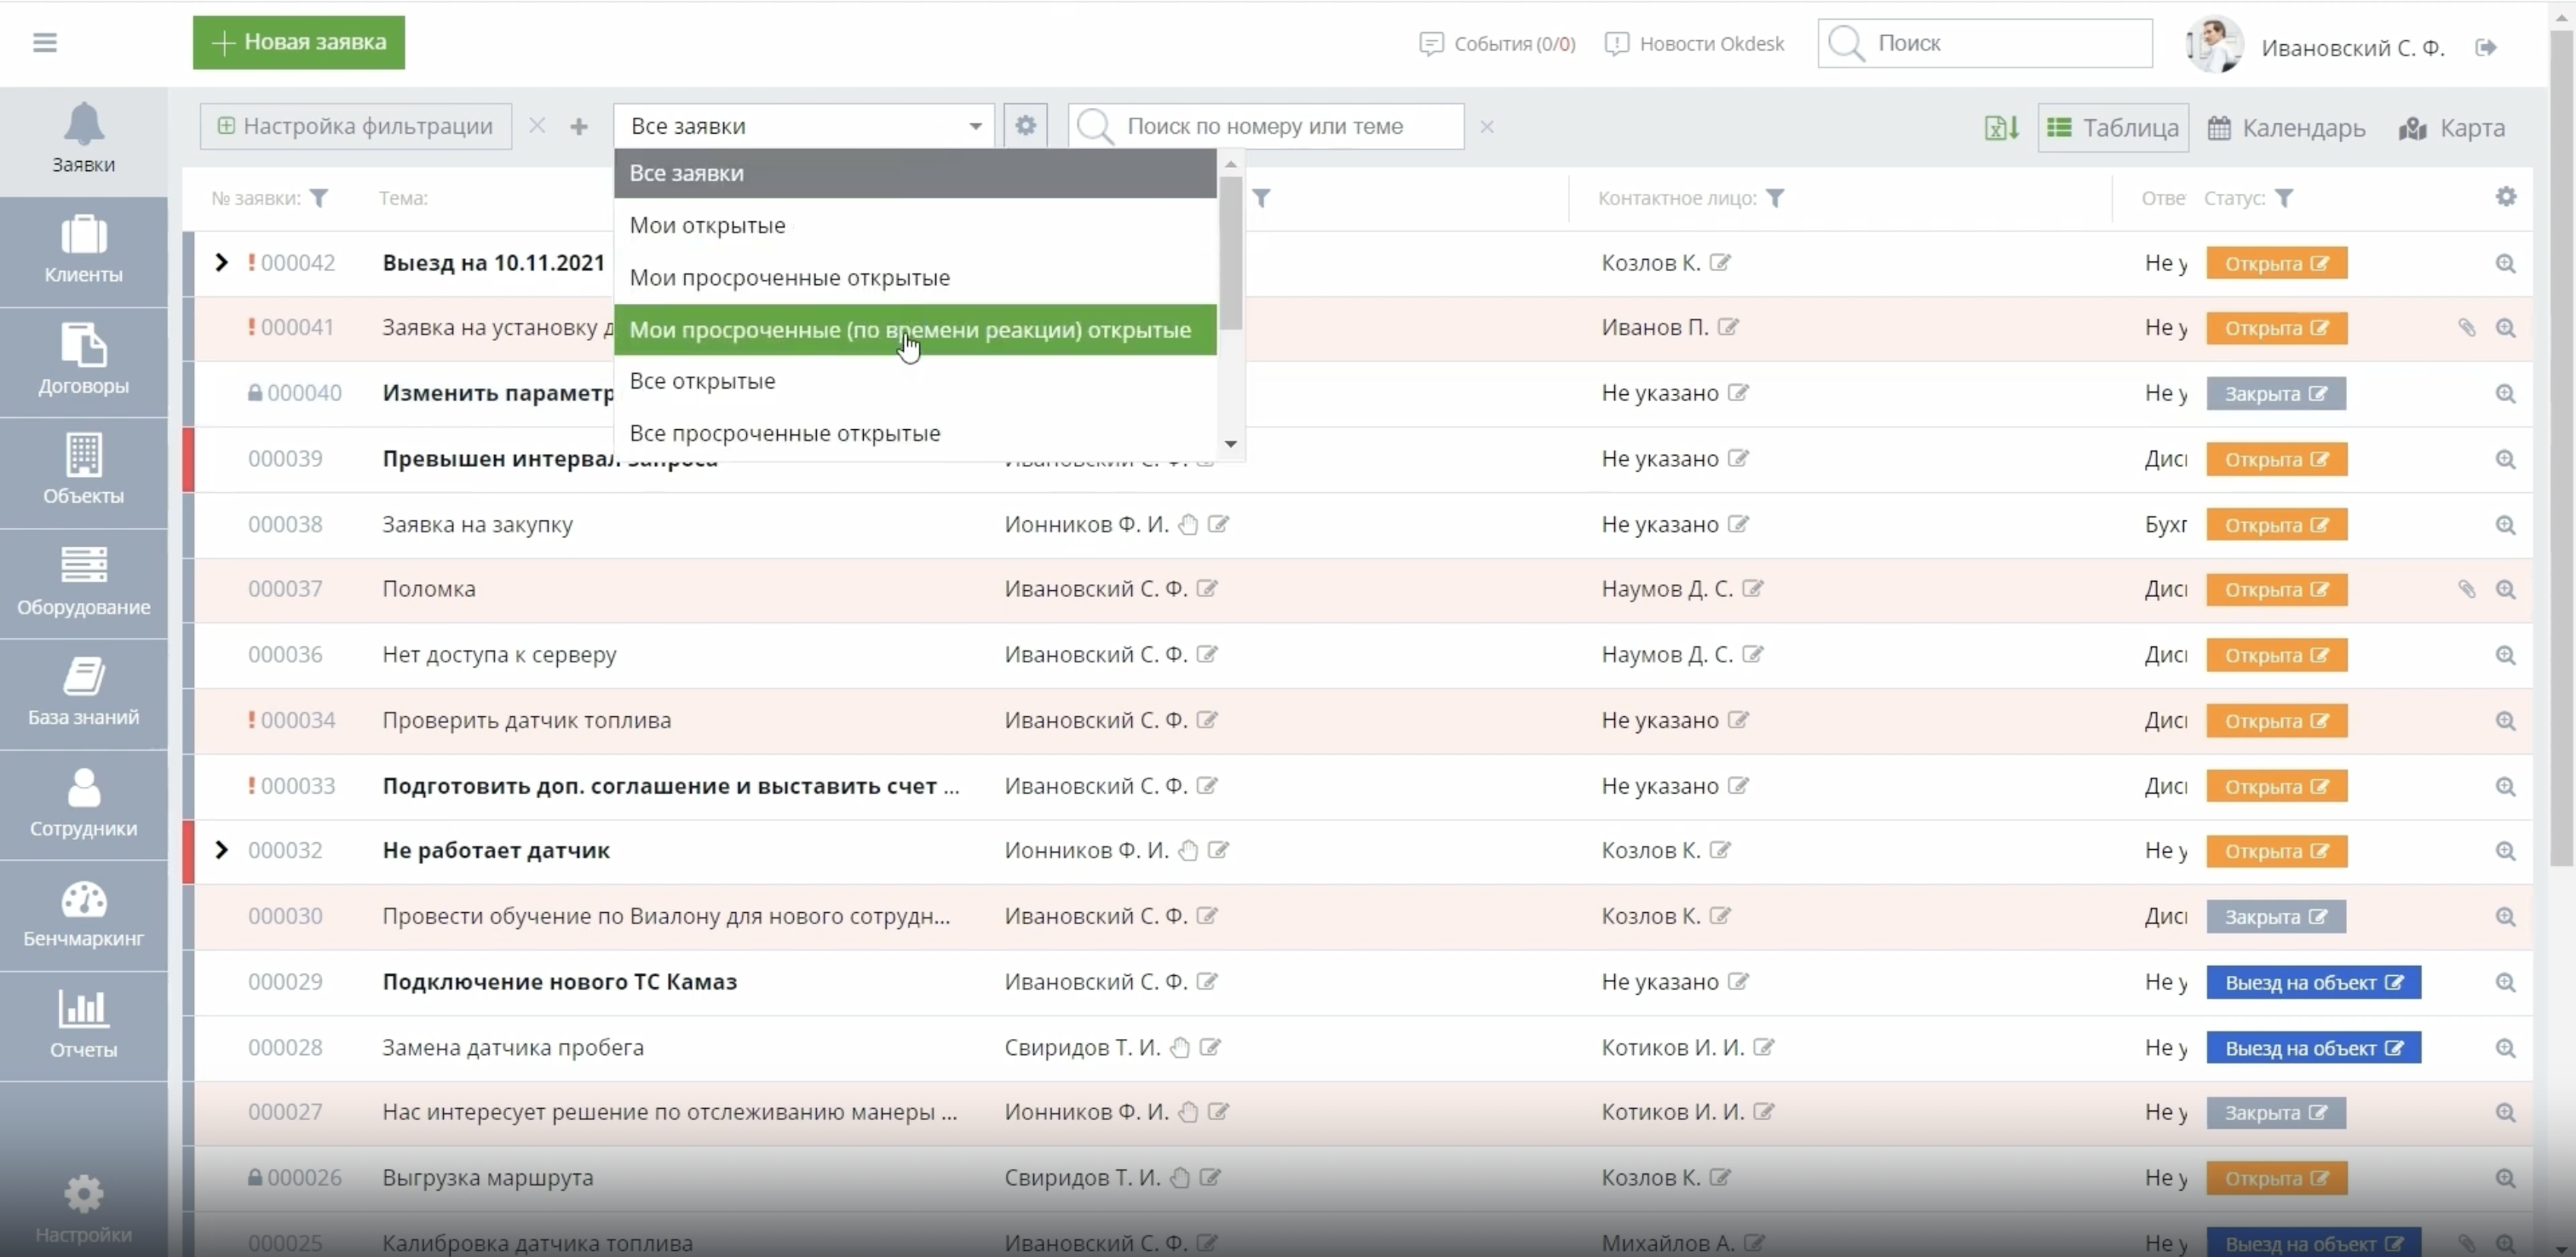 Новая заявка
События (0/0)
Новости Okdesk
Поиск
Ивановский С. Ф.
Настройка фильтрации
Все заявки
Поиск по номеру или теме
Таблица
Календарь
Карта
Заявки
Клиенты
Договоры
Объекты
Оборудование
База знаний
Сотрудники
Бенчмаркинг
Отчеты
Настройки
Все заявки
Мои открытые
Мои просроченные открытые
Мои просроченные (по времени реакции) открытые
Все открытые
Все просроченные открытые
№ заявки: Тема: Контактное лицо: Отве Статус:
! 000042 Выезд на 10.11.2021 Козлов К. Не у Открыта
! 000041 Заявка на установку д Иванов П. Не у Открыта
000040 Изменить параметр Не указано Не у Закрыта
000039 Превышен интервал запроса Ивановский С. Ф. Не указано Дис Открыта
000038 Заявка на закупку Ионников Ф. И. Не указано Бухг Открыта
000037 Поломка Ивановский С. Ф. Наумов Д. С. Дис Открыта
000036 Нет доступа к серверу Ивановский С. Ф. Наумов Д. С. Дис Открыта
! 000034 Проверить датчик топлива Ивановский С. Ф. Не указано Дис Открыта
! 000033 Подготовить доп. соглашение и выставить счет ... Ивановский С. Ф. Не указано Дис Открыта
000032 Не работает датчик Ионников Ф. И. Козлов К. Не у Открыта
000030 Провести обучение по Виалону для нового сотрудн... Ивановский С. Ф. Козлов К. Дис Закрыта
000029 Подключение нового ТС Камаз Ивановский С. Ф. Не указано Не у Выезд на объект
000028 Замена датчика пробега Свиридов Т. И. Котиков И. И. Не у Выезд на объект
000027 Нас интересует решение по отслеживанию манеры ... Ионников Ф. И. Котиков И. И. Не у Закрыта
000026 Выгрузка маршрута Свиридов Т. И. Козлов К. Не у Открыта
000025 Калибровка датчика топлива Ивановский С. Ф. Михайлов А. Не у Выезд на объект